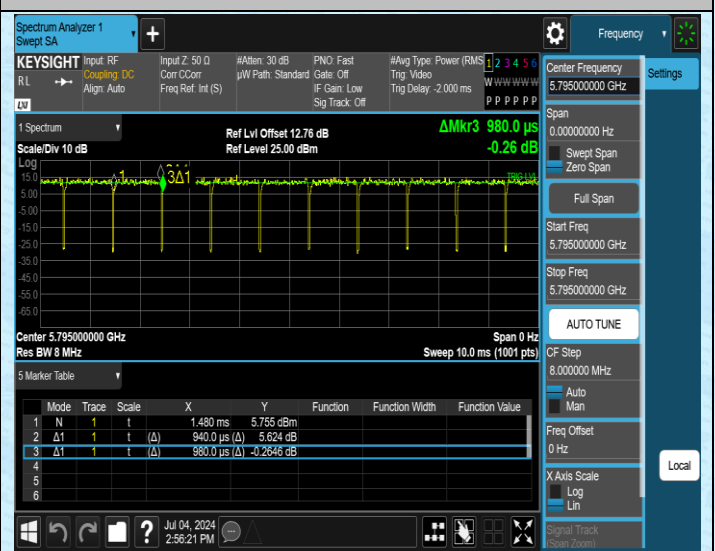 Spectrum Analyzer 1
Swept SA
+
Frequency
KEYSIGHT
RL
LXI
Input: RF
Coupling: DC
Align: Auto
Input Z: 50 Ω
Corr CCorr
Freq Ref: Int (S)
#Atten: 30 dB
µW Path: Standard
PNO: Fast
Gate: Off
IF Gain: Low
Sig Track: Off
#Avg Type: Power (RMS
Trig: Video
Trig Delay: -2.000 ms
1 2 3 4 5 6
W W W W W W
P P P P P P
1 Spectrum
Scale/Div 10 dB
Ref Lvl Offset 12.76 dB
Ref Level 25.00 dBm
ΔMkr3 980.0 µs
-0.26 dB
Log
15.0
5.00
-5.00
-15.0
-25.0
-35.0
-45.0
-55.0
-65.0
1
3Δ1
TRIG LVL
Center 5.795000000 GHz
Res BW 8 MHz
Span 0 Hz
Sweep 10.0 ms (1001 pts)
5 Marker Table
Mode Trace Scale X Y Function Function Width Function Value
1 N 1 t 1.480 ms 5.755 dBm
2 Δ1 1 t (Δ) 940.0 µs (Δ) 5.624 dB
3 Δ1 1 t (Δ) 980.0 µs (Δ) -0.2646 dB
4
5
6
?
Jul 04, 2024
2:56:21 PM
Center Frequency
5.795000000 GHz
Span
0.00000000 Hz
Swept Span
Zero Span
Full Span
Start Freq
5.795000000 GHz
Stop Freq
5.795000000 GHz
AUTO TUNE
CF Step
8.000000 MHz
Auto
Man
Freq Offset
0 Hz
X Axis Scale
Log
Lin
Signal Track
(Span Zoom)
Settings
Local